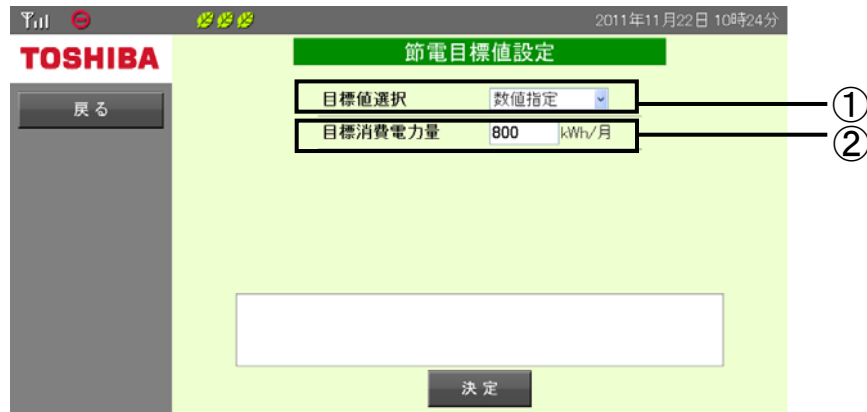 2011年11月22日 10時24分
TOSHIBA
節電目標値設定
戻る
目標値選択 数値指定 ①
目標消費電力量 800 kWh/月 ②
決定